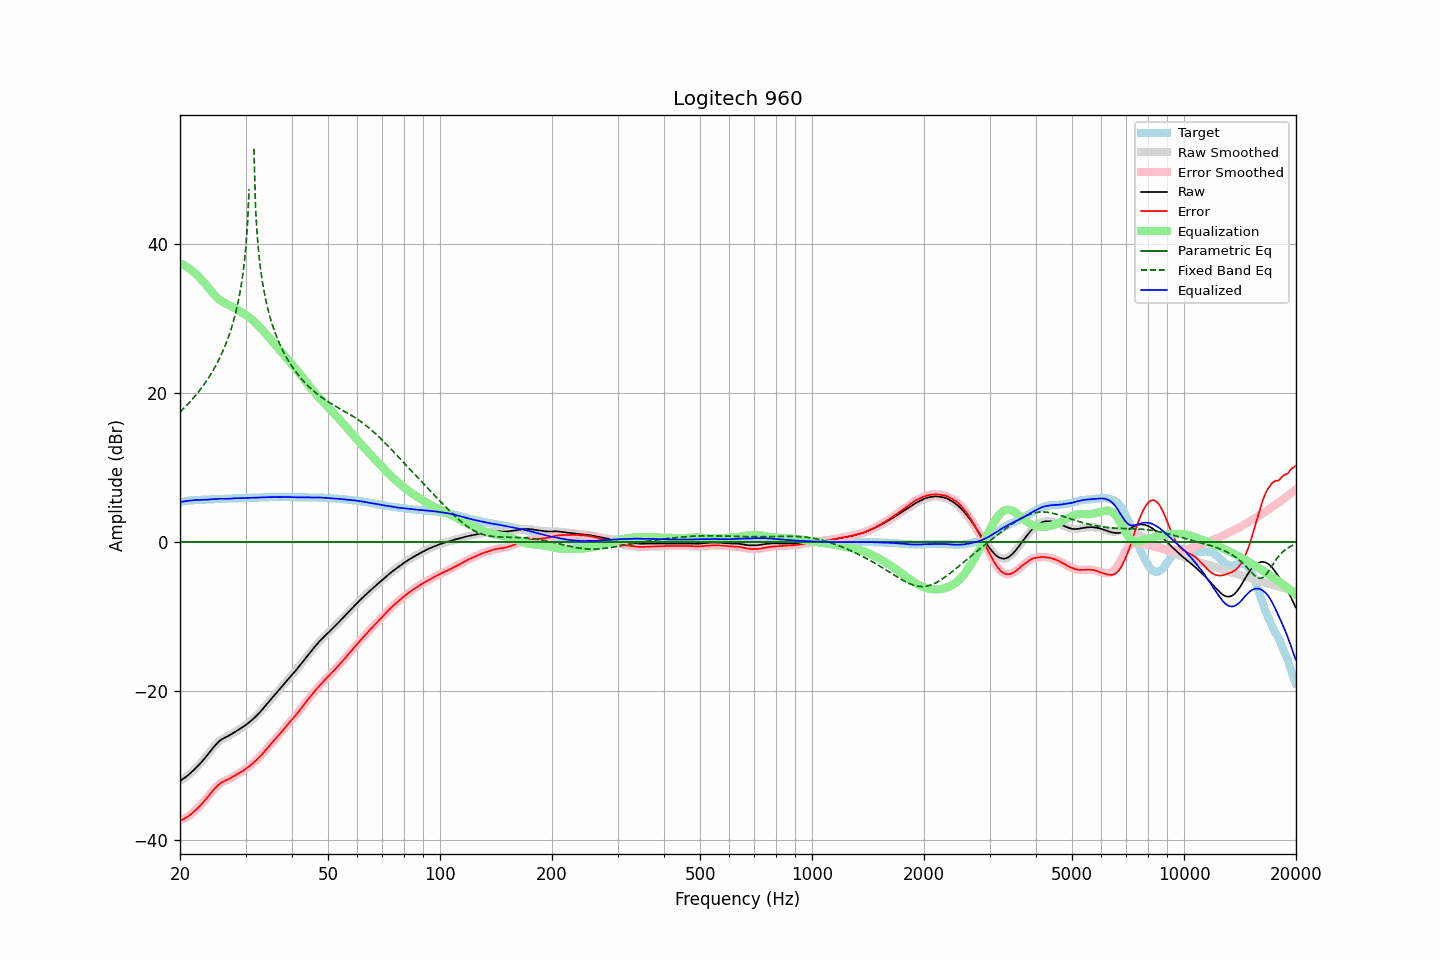 Logitech 960
Target
Raw Smoothed
Error Smoothed
Raw
Error
Equalization
Parametric Eq
Fixed Band Eq
Equalized
40
20
0
−20
−40
Amplitude (dBr)
20 50 100 200 500 1000 2000 5000 10000 20000
Frequency (Hz)